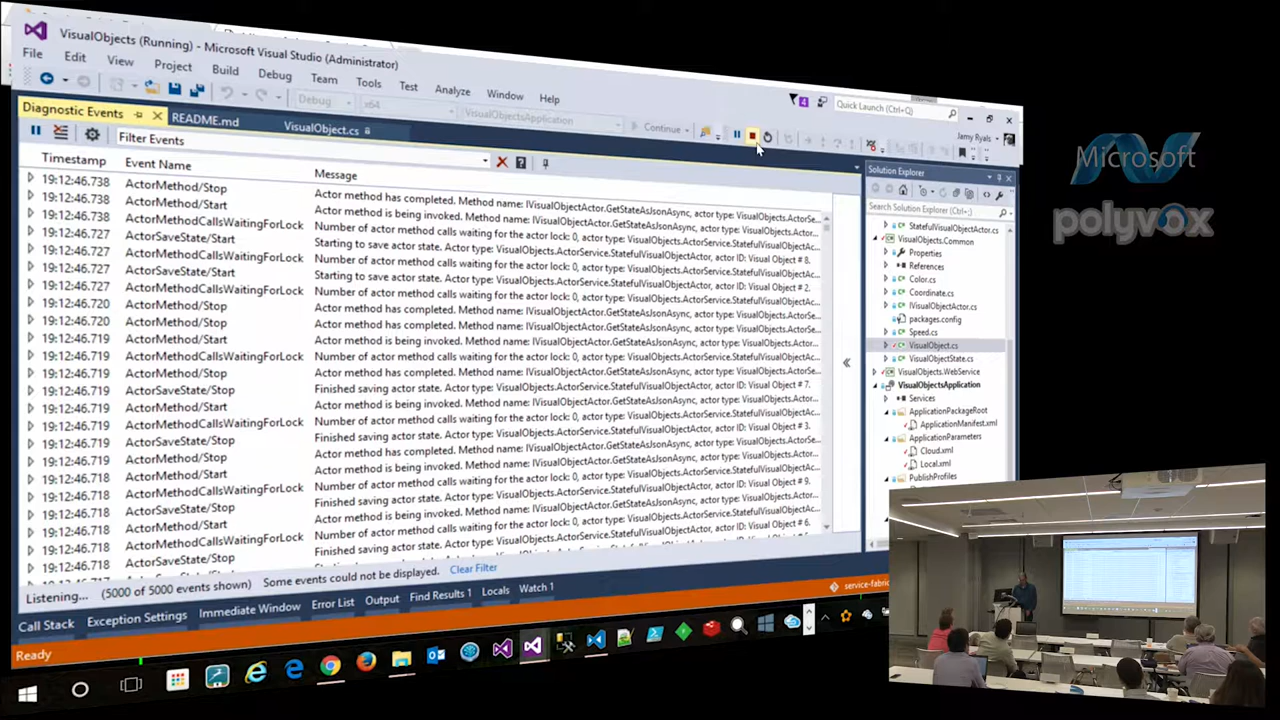 VisualObjects (Running) - Microsoft Visual Studio (Administrator)
File Edit View Project Build Debug Team Tools Test Analyze Window Help
4
Quick Launch (Ctrl+Q)
Debug x64 VisualObjectsApplication Continue
Jamy Ryals
Diagnostic Events README.md VisualObject.cs
Filter Events
Timestamp Event Name Message
19:12:46.738 ActorMethod/Stop Actor method has completed. Method name: IVisualObjectActor.GetStateAsJsonAsync, actor type: VisualObjects.ActorSe...
19:12:46.738 ActorMethod/Start Actor method is being invoked. Method name: IVisualObjectActor.GetStateAsJsonAsync, actor type: VisualObjects.ActorSe...
19:12:46.738 ActorMethodCallsWaitingForLock Number of actor method calls waiting for the actor lock: 0, actor type: VisualObjects.ActorService.StatefulVisualObjectAc...
19:12:46.727 ActorSaveState/Start Starting to save actor state. Actor type: VisualObjects.ActorService.StatefulVisualObjectActor, actor ID: Visual Object # 8.
19:12:46.727 ActorMethodCallsWaitingForLock Number of actor method calls waiting for the actor lock: 0, actor type: VisualObjects.ActorService.StatefulVisualObjectAc...
19:12:46.727 ActorSaveState/Start Starting to save actor state. Actor type: VisualObjects.ActorService.StatefulVisualObjectActor, actor ID: Visual Object # 2.
19:12:46.727 ActorMethodCallsWaitingForLock Number of actor method calls waiting for the actor lock: 0, actor type: VisualObjects.ActorService.StatefulVisualObjectAc...
19:12:46.720 ActorMethod/Stop Actor method has completed. Method name: IVisualObjectActor.GetStateAsJsonAsync, actor type: VisualObjects.ActorSe...
19:12:46.720 ActorMethod/Stop Actor method has completed. Method name: IVisualObjectActor.GetStateAsJsonAsync, actor type: VisualObjects.ActorSe...
19:12:46.719 ActorMethod/Start Actor method is being invoked. Method name: IVisualObjectActor.GetStateAsJsonAsync, actor type: VisualObjects.ActorSe...
19:12:46.719 ActorMethodCallsWaitingForLock Number of actor method calls waiting for the actor lock: 0, actor type: VisualObjects.ActorService.StatefulVisualObjectAc...
19:12:46.719 ActorMethod/Stop Actor method has completed. Method name: IVisualObjectActor.GetStateAsJsonAsync, actor type: VisualObjects.ActorSe...
19:12:46.719 ActorSaveState/Stop Finished saving actor state. Actor type: VisualObjects.ActorService.StatefulVisualObjectActor, actor ID: Visual Object # 7.
19:12:46.719 ActorMethod/Start Actor method is being invoked. Method name: IVisualObjectActor.GetStateAsJsonAsync, actor type: VisualObjects.ActorSe...
19:12:46.719 ActorMethodCallsWaitingForLock Number of actor method calls waiting for the actor lock: 0, actor type: VisualObjects.ActorService.StatefulVisualObjectAc...
19:12:46.719 ActorSaveState/Stop Finished saving actor state. Actor type: VisualObjects.ActorService.StatefulVisualObjectActor, actor ID: Visual Object # 3.
19:12:46.719 ActorMethod/Stop Actor method has completed. Method name: IVisualObjectActor.GetStateAsJsonAsync, actor type: VisualObjects.ActorSe...
19:12:46.718 ActorMethod/Start Actor method is being invoked. Method name: IVisualObjectActor.GetStateAsJsonAsync, actor type: VisualObjects.ActorSe...
19:12:46.718 ActorMethodCallsWaitingForLock Number of actor method calls waiting for the actor lock: 0, actor type: VisualObjects.ActorService.StatefulVisualObjectAc...
19:12:46.718 ActorSaveState/Stop Finished saving actor state. Actor type: VisualObjects.ActorService.StatefulVisualObjectActor, actor ID: Visual Object # 9.
19:12:46.718 ActorMethod/Start Actor method is being invoked. Method name: IVisualObjectActor.GetStateAsJsonAsync, actor type: VisualObjects.ActorSe...
19:12:46.718 ActorMethodCallsWaitingForLock Number of actor method calls waiting for the actor lock: 0, actor type: VisualObjects.ActorService.StatefulVisualObjectAc...
19:12:46.718 ActorSaveState/Stop Finished saving actor state. Actor type: VisualObjects.ActorService.StatefulVisualObjectActor, actor ID: Visual Object # 6.
Listening... (5000 of 5000 events shown) Some events could not be displayed. Clear Filter
Call Stack Exception Settings Immediate Window Error List Output Find Results 1 Locals Watch 1
Ready
service-fabric
Solution Explorer
Search Solution Explorer (Ctrl+;)
StatefulVisualObjectActor.cs
VisualObjects.Common
Properties
References
Color.cs
Coordinate.cs
IVisualObjectActor.cs
packages.config
Speed.cs
VisualObject.cs
VisualObjectState.cs
VisualObjects.WebService
VisualObjectsApplication
Services
ApplicationPackageRoot
ApplicationManifest.xml
ApplicationParameters
Cloud.xml
Local.xml
PublishProfiles
Microsoft
polyvox